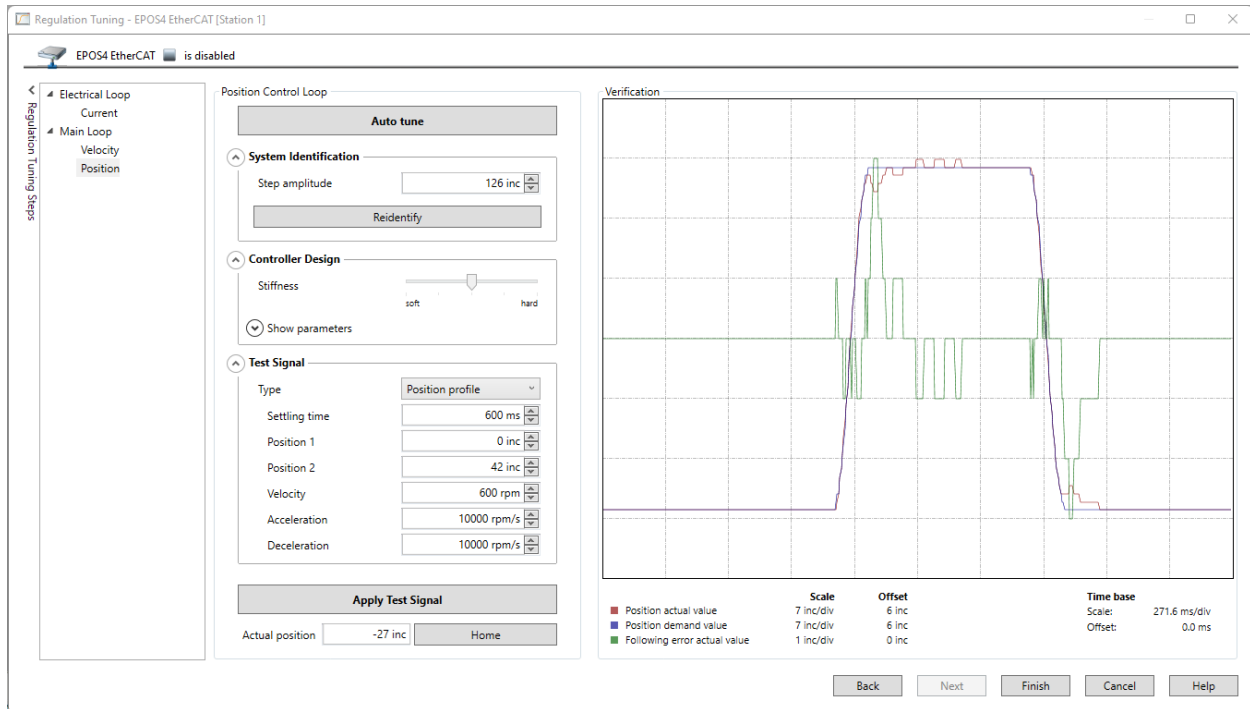 Regulation Tuning - EPOS4 EtherCAT [Station 1]
EPOS4 EtherCAT is disabled
Regulation Tuning Steps
Electrical Loop
Current
Main Loop
Velocity
Position
Position Control Loop
Auto tune
System Identification
Step amplitude 126 inc
Reidentify
Controller Design
Stiffness
soft hard
Show parameters
Test Signal
Type Position profile
Settling time 600 ms
Position 1 0 inc
Position 2 42 inc
Velocity 600 rpm
Acceleration 10000 rpm/s
Deceleration 10000 rpm/s
Apply Test Signal
Actual position -27 inc Home
Verification
Scale Offset
Position actual value 7 inc/div 6 inc
Position demand value 7 inc/div 6 inc
Following error actual value 1 inc/div 0 inc
Time base
Scale: 271.6 ms/div
Offset: 0.0 ms
Back Next Finish Cancel Help